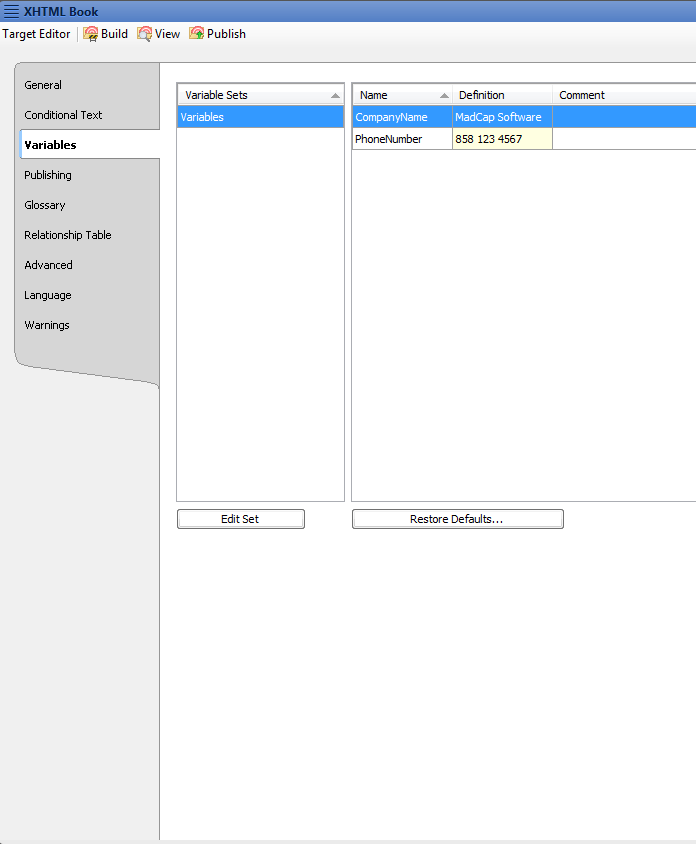 XHTML Book
Target Editor Build View Publish
General
Conditional Text
Variables
Publishing
Glossary
Relationship Table
Advanced
Language
Warnings
Variable Sets
Variables
Name Definition Comment
CompanyName MadCap Software
PhoneNumber 858 123 4567
Edit Set
Restore Defaults...